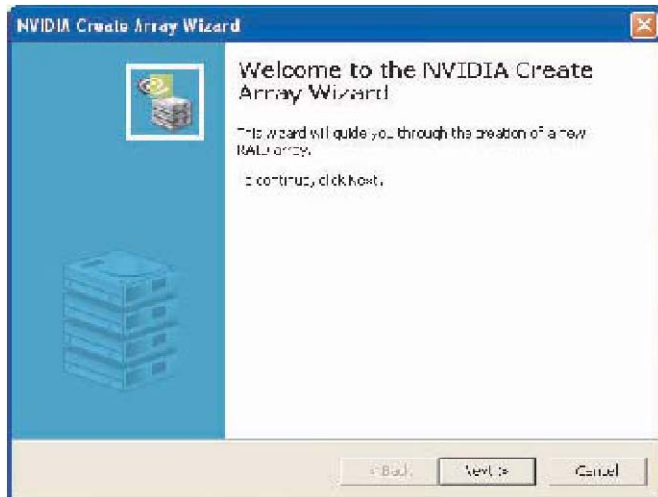 NVIDIA Create Array Wizard
Welcome to the NVIDIA Create
Array Wizard
This wizard will guide you through the creation of a new
RAID array.
To continue, click Next.
< Back
Next >
Cancel